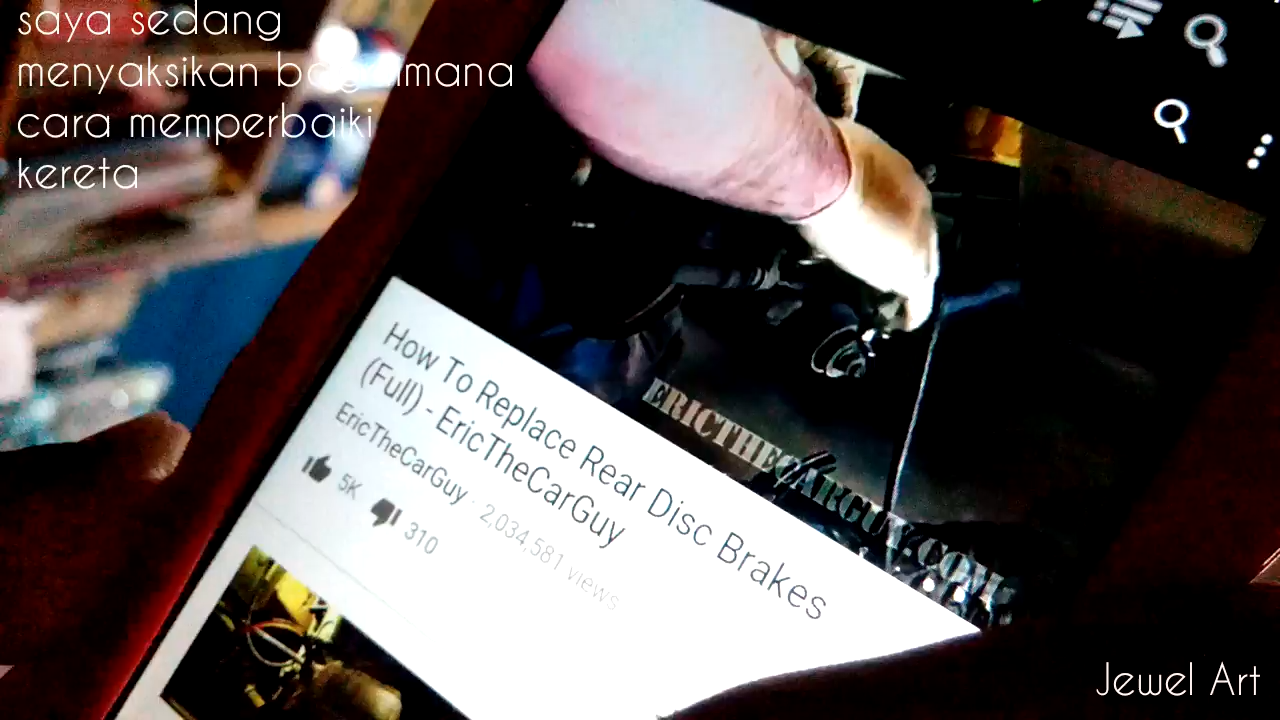 saya sedang
menyaksikan bagaimana
cara memperbaiki
kereta
ERICTHECARGUY.COM
How To Replace Rear Disc Brakes
(Full) - EricTheCarGuy
EricTheCarGuy · 2,034,581 views
5K 310
Jewel Art